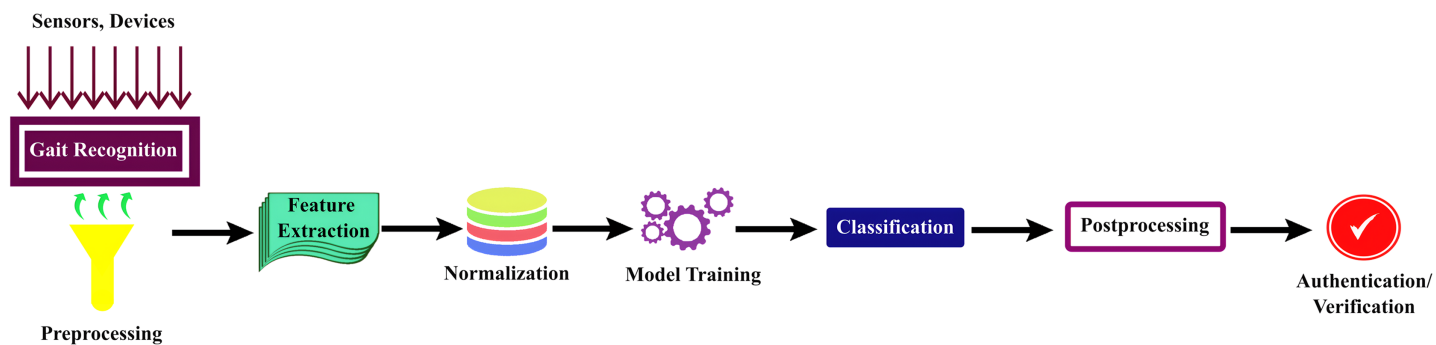 Sensors, Devices
Gait Recognition
Preprocessing
Feature
Extraction
Normalization
Model Training
Classification
Postprocessing
Authentication/
Verification